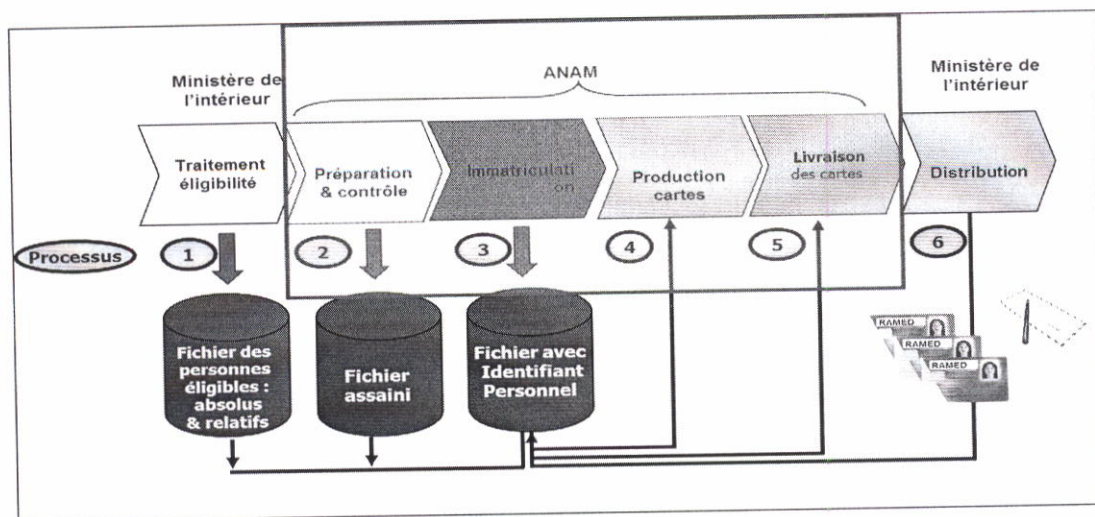 Ministère de
l'intérieur
ANAM
Ministère de
l'intérieur
Traitement
éligibilité
Préparation
& contrôle
Immatriculati
on
Production
cartes
Livraison
des cartes
Distribution
Processus
1
2
3
4
5
6
Fichier des
personnes
éligibles :
absolus
& relatifs
Fichier
assaini
Fichier avec
Identifiant
Personnel
RAMED
RAMED
RAMED